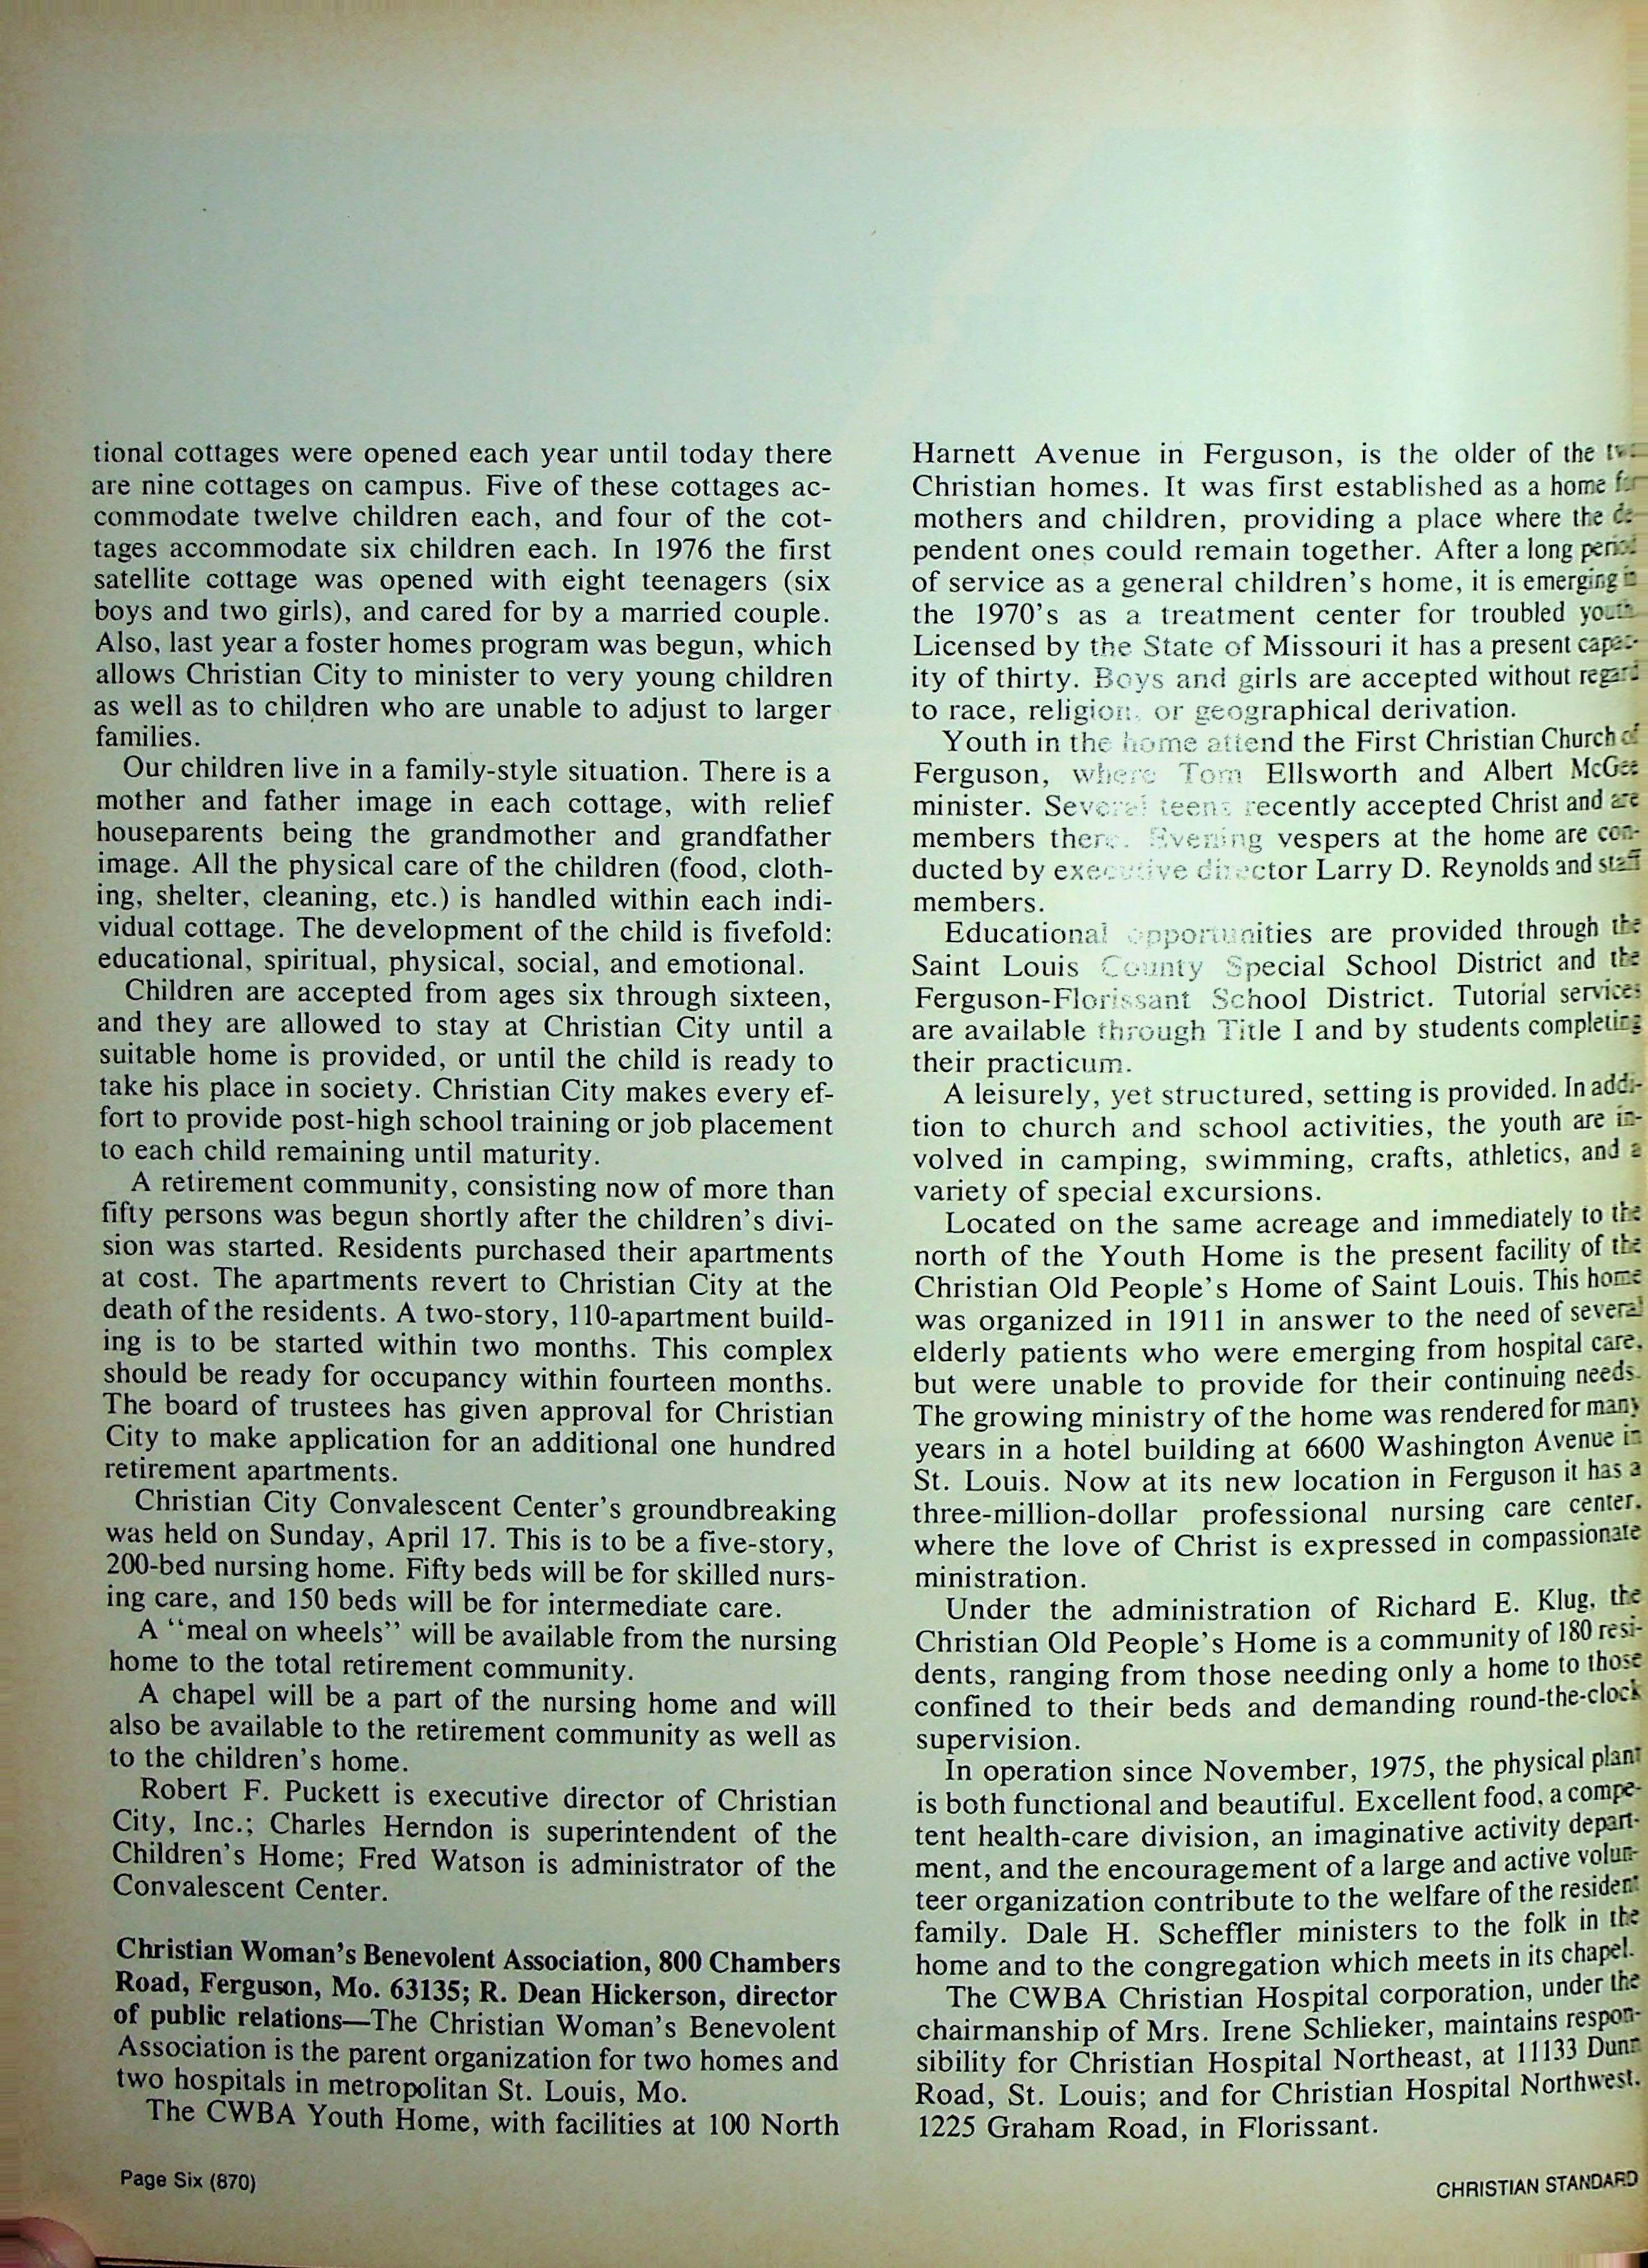 tional cottages were opened each year until today there
are nine cottages on campus. Five of these cottages ac-
commodate twelve children each, and four of the cot-
tages accommodate six children each. In 1976 the first
satellite cottage was opened with eight teenagers (six
boys and two girls), and cared for by a married couple.
Also, last year a foster homes program was begun, which
allows Christian City to minister to very young children
as well as to children who are unable to adjust to larger
families.
Our children live in a family-style situation. There is a
mother and father image in each cottage, with relief
houseparents being the grandmother and grandfather
image. All the physical care of the children (food, cloth-
ing, shelter, cleaning, etc.) is handled within each indi-
vidual cottage. The development of the child is fivefold:
educational, spiritual, physical, social, and emotional.
Children are accepted from ages six through sixteen,
and they are allowed to stay at Christian City until a
suitable home is provided, or until the child is ready to
take his place in society. Christian City makes every ef-
fort to provide post-high school training or job placement
to each child remaining until maturity.
A retirement community, consisting now of more than
fifty persons was begun shortly after the children's divi-
sion was started. Residents purchased their apartments
at cost. The apartments revert to Christian City at the
death of the residents. A two-story, 110-apartment build-
ing is to be started within two months. This complex
should be ready for occupancy within fourteen months.
The board of trustees has given approval for Christian
City to make application for an additional one hundred
retirement apartments.
Christian City Convalescent Center's groundbreaking
was held on Sunday, April 17. This is to be a five-story,
200-bed nursing home. Fifty beds will be for skilled nurs-
ing care, and 150 beds will be for intermediate care.
A "meal on wheels" will be available from the nursing
home to the total retirement community.
A chapel will be a part of the nursing home and will
also be available to the retirement community as well as
to the children's home.
Robert F. Puckett is executive director of Christian
City, Inc.; Charles Herndon is superintendent of the
Children's Home; Fred Watson is administrator of the
Convalescent Center.
Christian Woman's Benevolent Association, 800 Chambers
Road, Ferguson, Mo. 63135; R. Dean Hickerson, director
of public relations—The Christian Woman's Benevolent
Association is the parent organization for two homes and
two hospitals in metropolitan St. Louis, Mo.
The CWBA Youth Home, with facilities at 100 North
Harnett Avenue in Ferguson, is the older of the
Christian homes. It was first established as a home for
mothers and children, providing a place where the de-
pendent ones could remain together. After a long period
of service as a general children's home, it is emerging in
the 1970's as a treatment center for troubled youth.
Licensed by the State of Missouri it has a present capac-
ity of thirty. Boys and girls are accepted without regard
to race, religion, or geographical derivation.
Youth in the home attend the First Christian Church of
Ferguson, where Tom Ellsworth and Albert McGee
minister. Several teens recently accepted Christ and are
members there. Evening vespers at the home are con-
ducted by executive director Larry D. Reynolds and staff
members.
Educational opportunities are provided through the
Saint Louis County Special School District and the
Ferguson-Florissant School District. Tutorial services
are available through Title I and by students completing
their practicum.
A leisurely, yet structured, setting is provided. In addi-
tion to church and school activities, the youth are in-
volved in camping, swimming, crafts, athletics, and a
variety of special excursions.
Located on the same acreage and immediately to the
north of the Youth Home is the present facility of the
Christian Old People's Home of Saint Louis. This home
was organized in 1911 in answer to the need of several
elderly patients who were emerging from hospital care,
but were unable to provide for their continuing needs.
The growing ministry of the home was rendered for many
years in a hotel building at 6600 Washington Avenue in
St. Louis. Now at its new location in Ferguson it has a
three-million-dollar professional nursing care center,
where the love of Christ is expressed in compassionate
ministration.
Under the administration of Richard E. Klug, the
Christian Old People's Home is a community of 180 resi-
dents, ranging from those needing only a home to those
confined to their beds and demanding round-the-clock
supervision.
In operation since November, 1975, the physical plant
is both functional and beautiful. Excellent food, a compe-
tent health-care division, an imaginative activity depart-
ment, and the encouragement of a large and active volun-
teer organization contribute to the welfare of the resident
family. Dale H. Scheffler ministers to the folk in the
home and to the congregation which meets in its chapel.
The CWBA Christian Hospital corporation, under the
chairmanship of Mrs. Irene Schlieker, maintains respon-
sibility for Christian Hospital Northeast, at 11133 Dunn
Road, St. Louis; and for Christian Hospital Northwest,
1225 Graham Road, in Florissant.
Page Six (870)
CHRISTIAN STANDARD